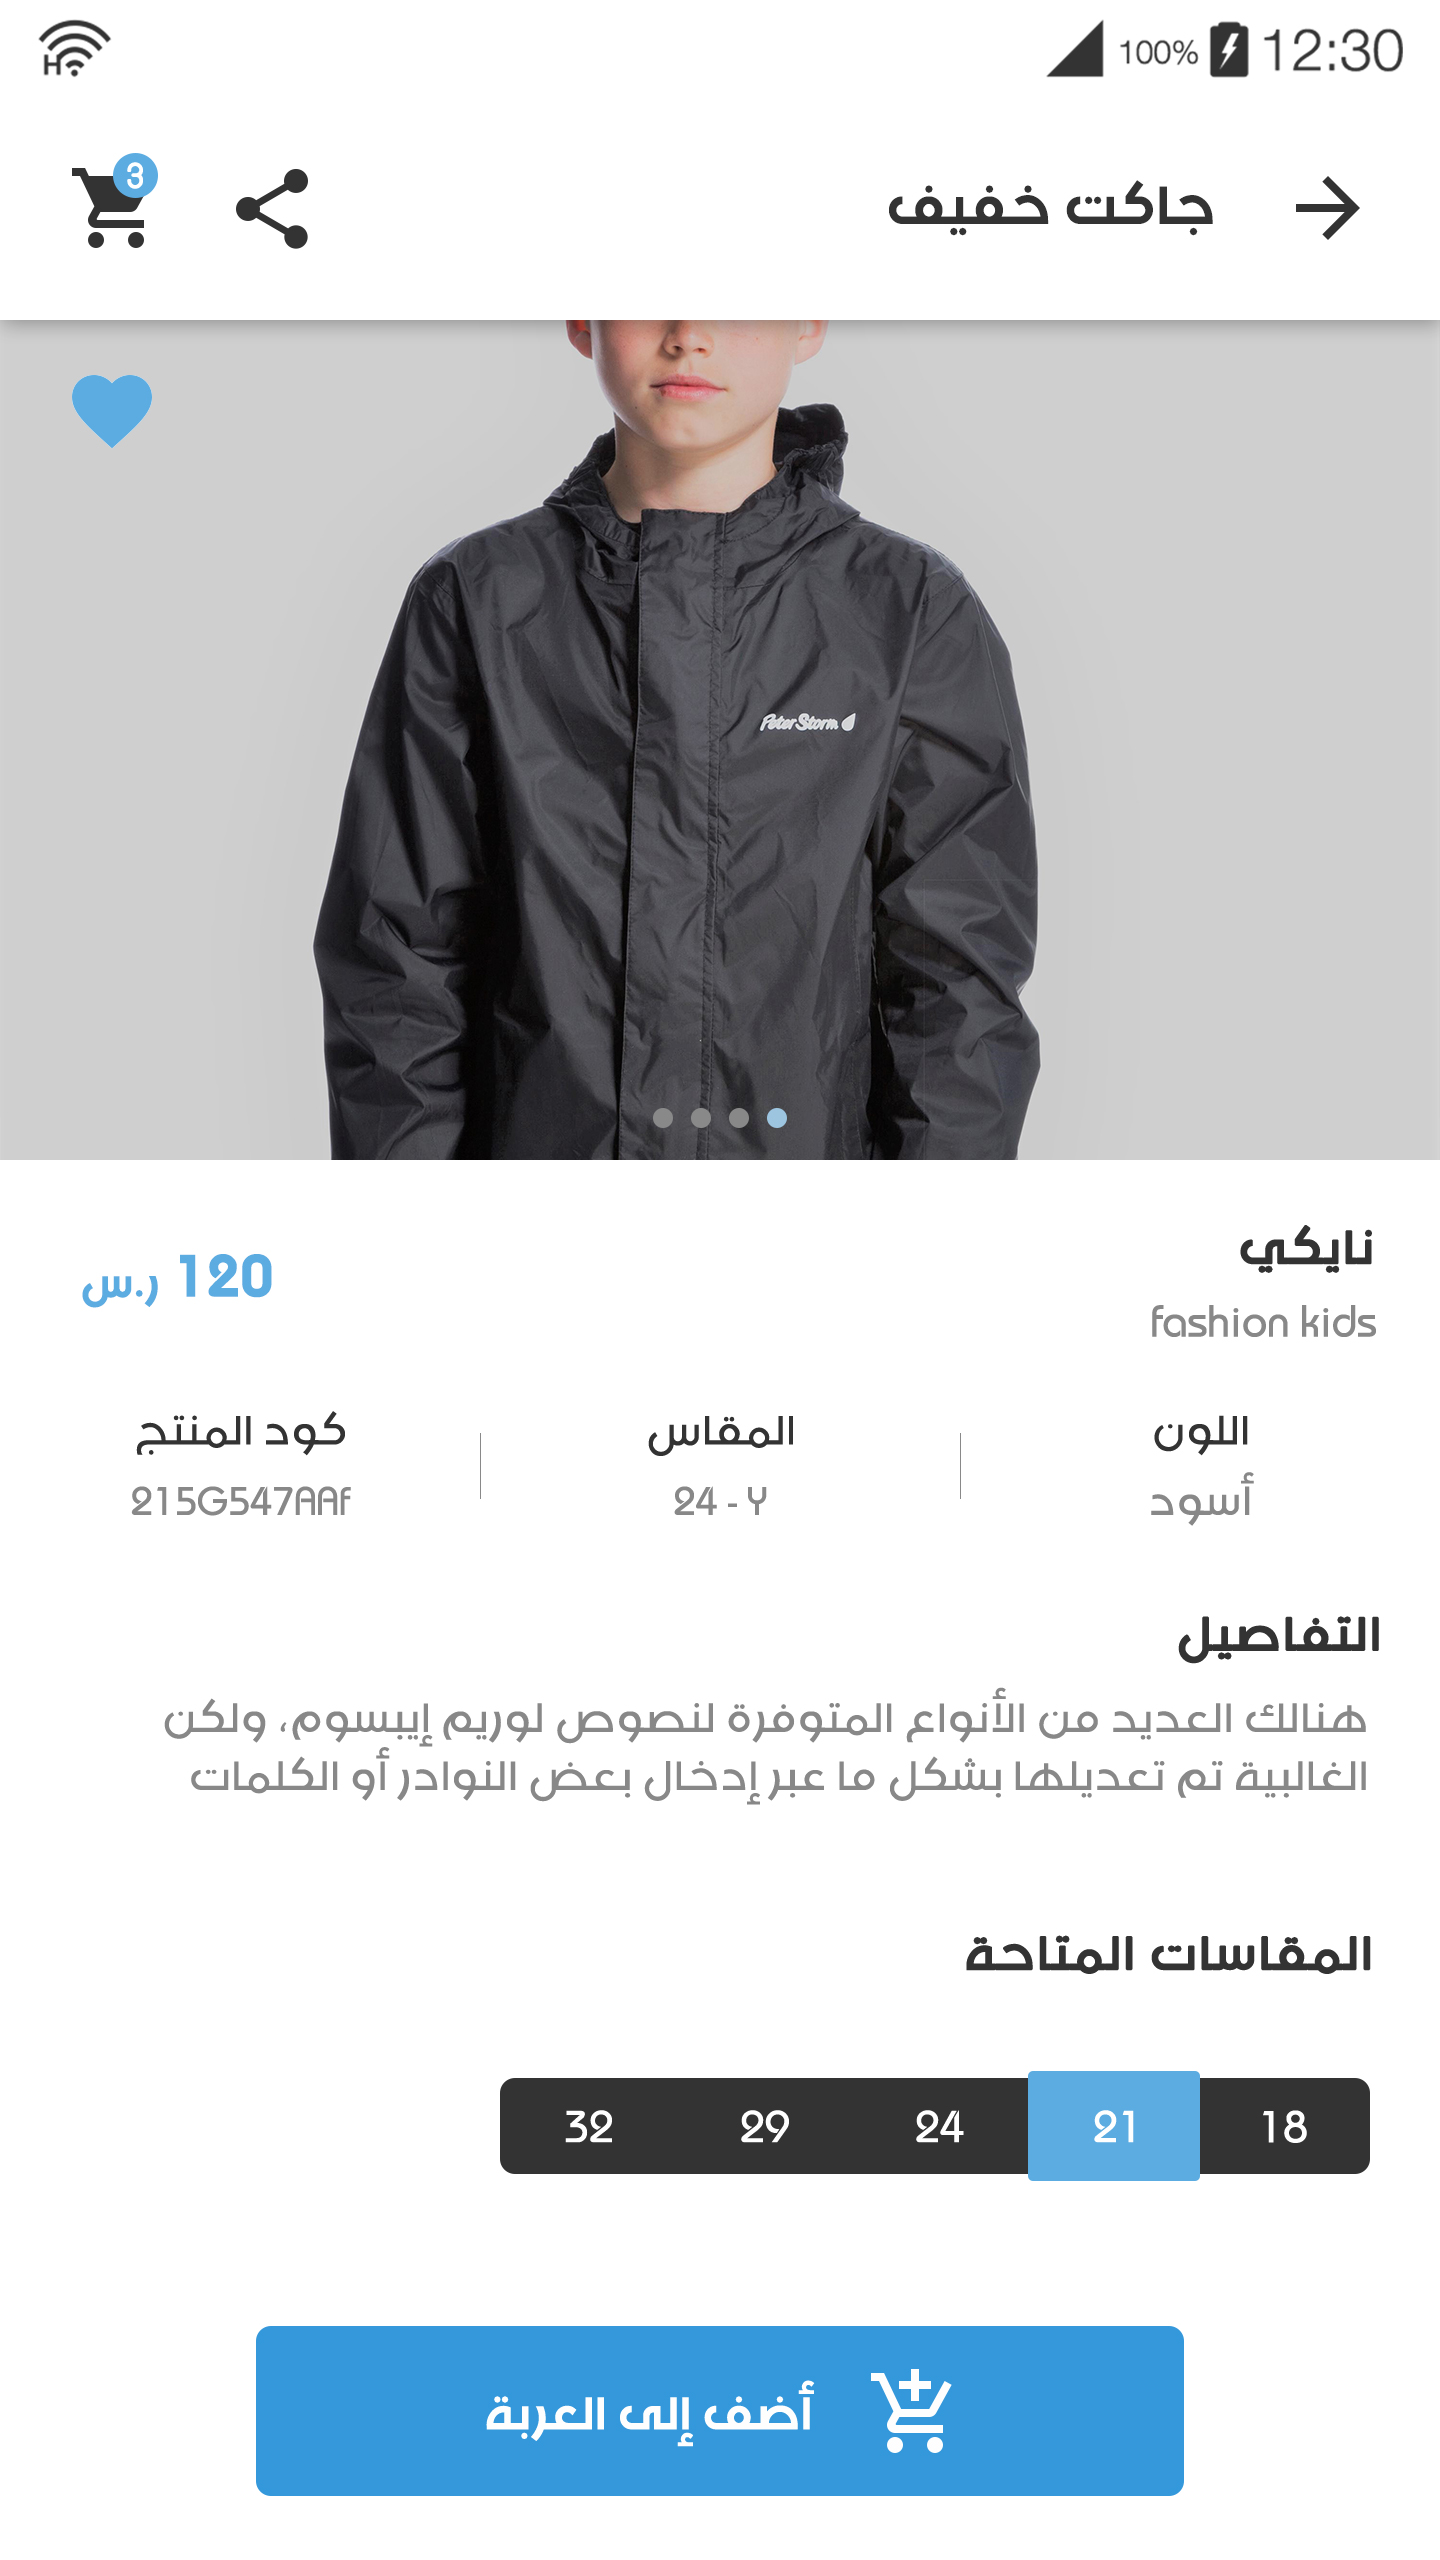 H 100% 12:30
جاكت خفيف
3
Peter Storm
نايكي
120 ر.س
fashion kids
اللون
المقاس
كود المنتج
أسود
24 - Y
215G547AAf
التفاصيل
هنالك العديد من الأنواع المتوفرة لنصوص لوريم إيبسوم، ولكن
الغالبية تم تعديلها بشكل ما عبر إدخال بعض النوادر أو الكلمات
المقاسات المتاحة
18
21
24
29
32
أضف إلى العربة